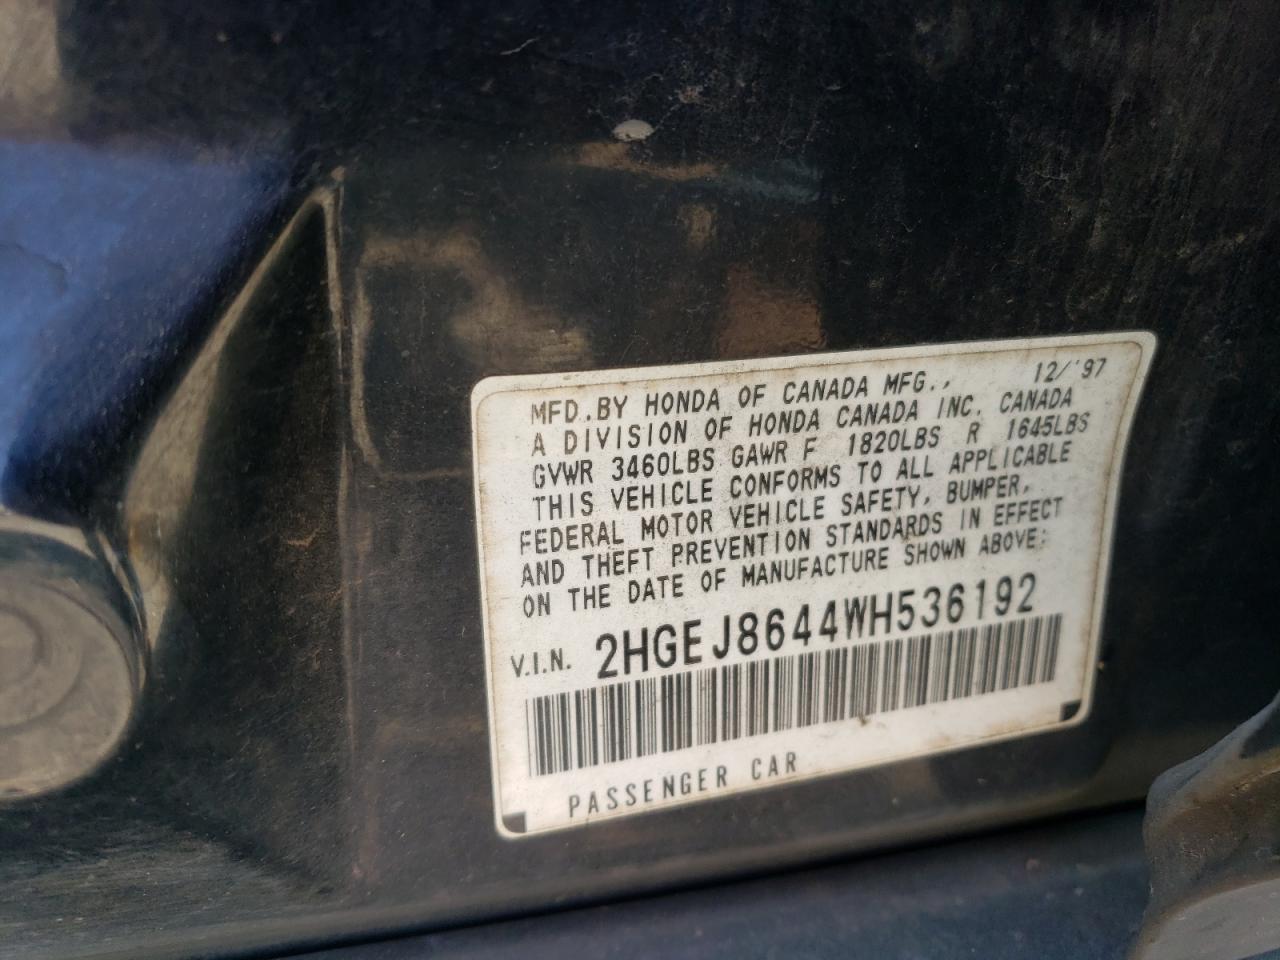 12/'97
MFD.BY HONDA OF CANADA MFG.,
A DIVISION OF HONDA CANADA INC. CANADA
GVWR 3460LBS GAWR F 1820LBS R 1645LBS
THIS VEHICLE CONFORMS TO ALL APPLICABLE
FEDERAL MOTOR VEHICLE SAFETY, BUMPER,
AND THEFT PREVENTION STANDARDS IN EFFECT
ON THE DATE OF MANUFACTURE SHOWN ABOVE:
V.I.N. 2HGEJ8644WH536192
PASSENGER CAR